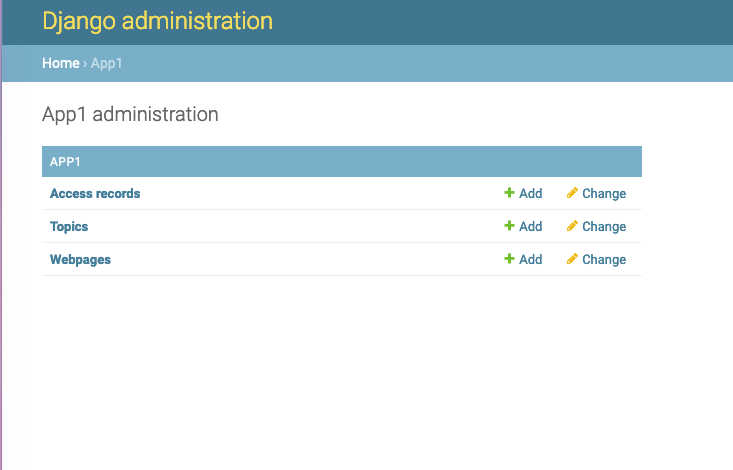 Django administration
Home › App1
App1 administration
APP1
Access records Add Change
Topics Add Change
Webpages Add Change